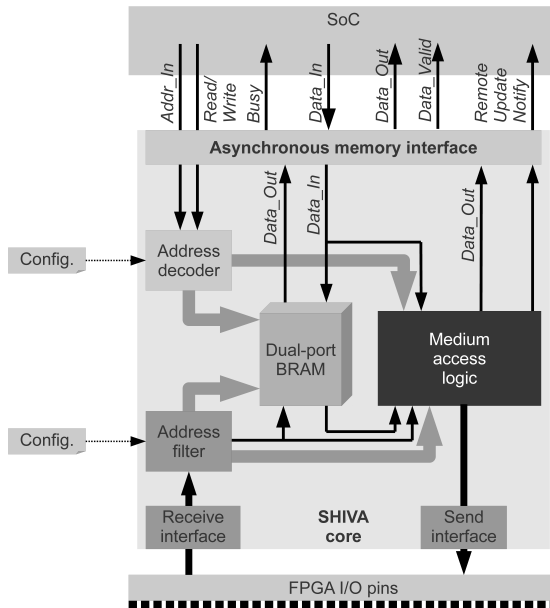 SoC
Addr_In
Read/
Write
Busy
Data_In
Data_Out
Data_Valid
Remote
Update
Notify
Asynchronous memory interface
Data_Out
Data_In
Data_Out
Config.
Address
decoder
Dual-port
BRAM
Medium
access
logic
Config.
Address
filter
Receive
interface
SHIVA
core
Send
interface
FPGA I/O pins